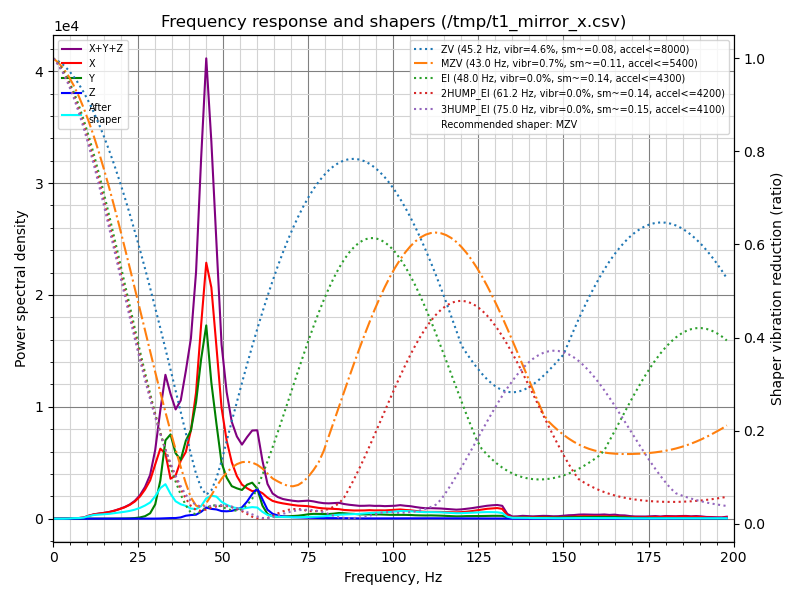 Frequency response and shapers (/tmp/t1_mirror_x.csv)
1e4
X+Y+Z
X
Y
Z
After
shaper
ZV (45.2 Hz, vibr=4.6%, sm~=0.08, accel<=8000)
MZV (43.0 Hz, vibr=0.7%, sm~=0.11, accel<=5400)
EI (48.0 Hz, vibr=0.0%, sm~=0.14, accel<=4300)
2HUMP_EI (61.2 Hz, vibr=0.0%, sm~=0.14, accel<=4200)
3HUMP_EI (75.0 Hz, vibr=0.0%, sm~=0.15, accel<=4100)
Recommended shaper: MZV
4
3
2
1
0
Power spectral density
1.0
0.8
0.6
0.4
0.2
0.0
Shaper vibration reduction (ratio)
0 25 50 75 100 125 150 175 200
Frequency, Hz